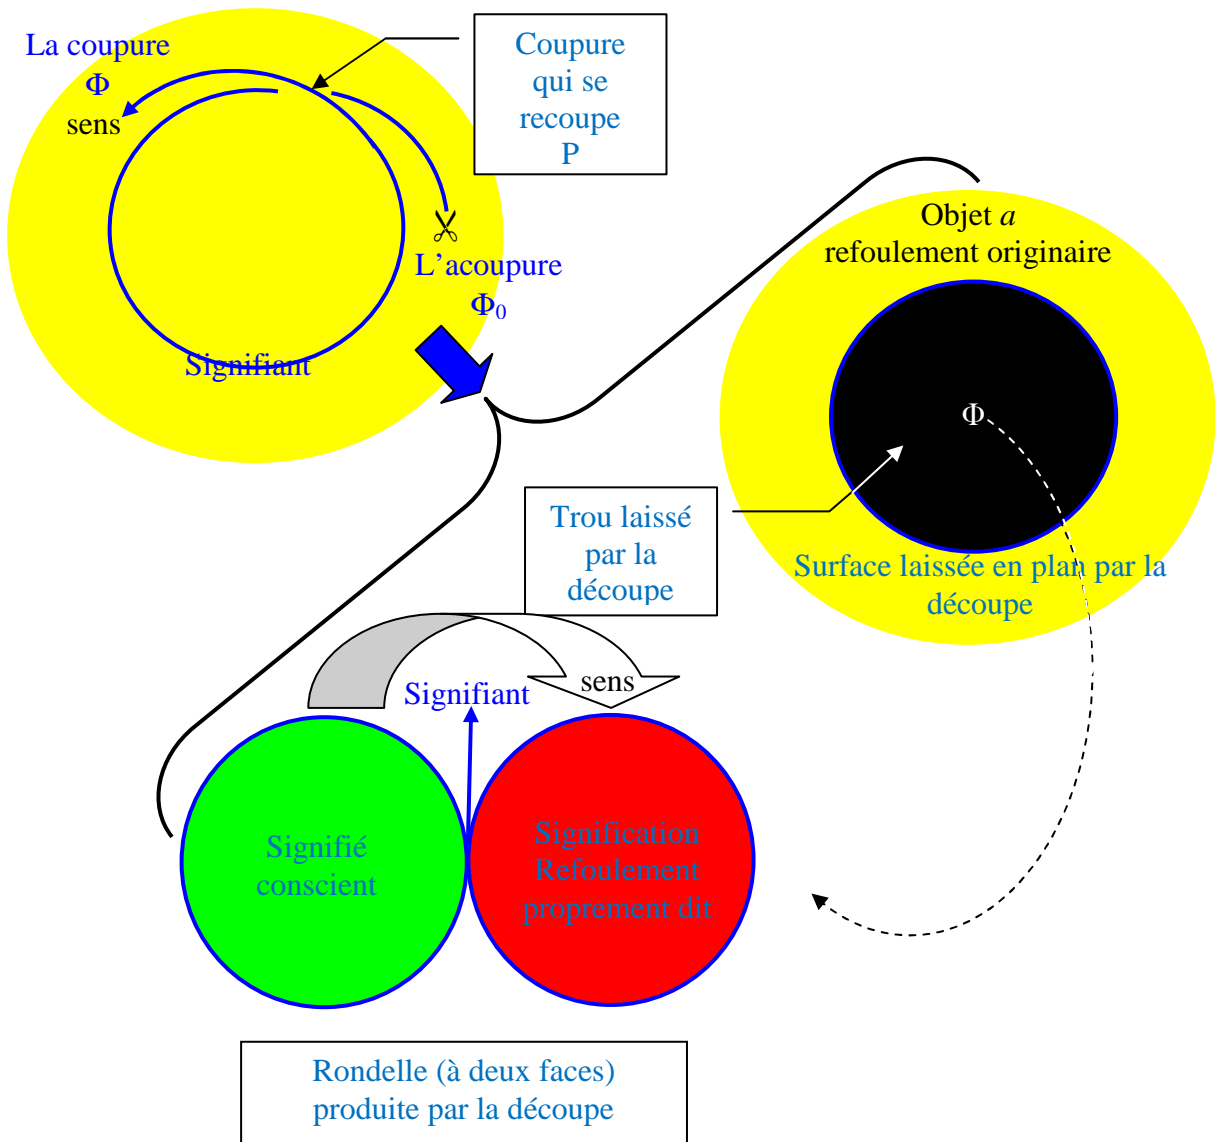 La coupure
Φ
sens
Coupure
qui se
recoupe
P
L’acoupure
Φ0
Signifiant
Objet a
refoulement originaire
Φ
Trou laissé
par la
découpe
Surface laissée en plan par la
découpe
Signifiant
sens
Signifié
conscient
Signification
Refoulement
proprement dit
Rondelle (à deux faces)
produite par la découpe